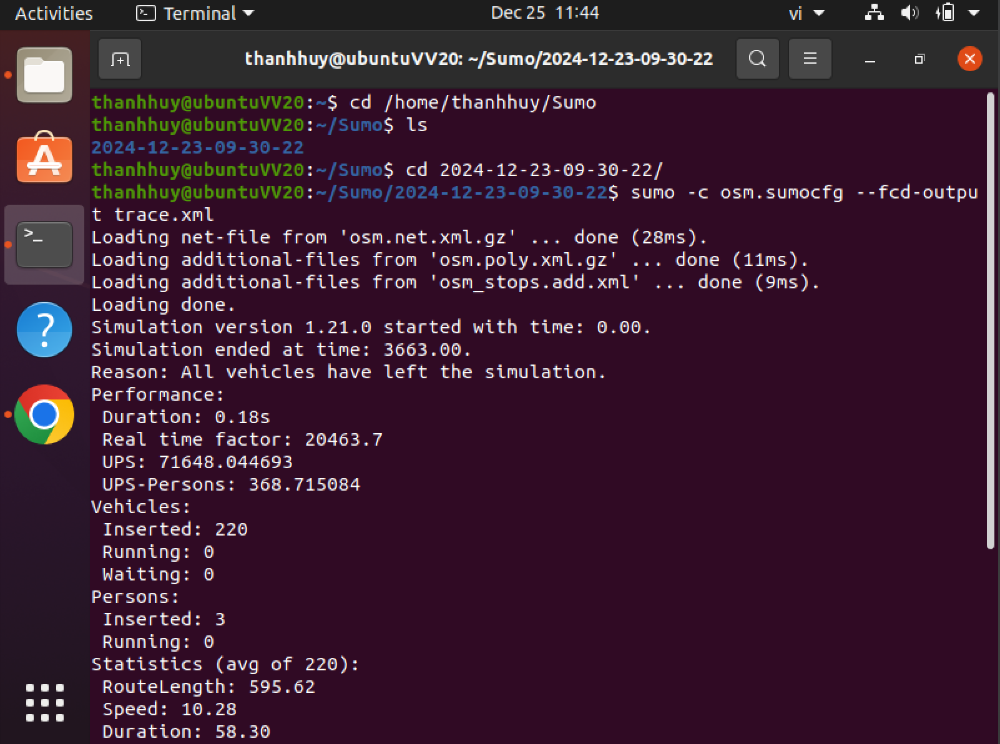 Activities Terminal Dec 25 11:44 vi
thanhhuy@ubuntuVV20: ~/Sumo/2024-12-23-09-30-22
thanhhuy@ubuntuVV20:~$ cd /home/thanhhuy/Sumo
thanhhuy@ubuntuVV20:~/Sumo$ ls
2024-12-23-09-30-22
thanhhuy@ubuntuVV20:~/Sumo$ cd 2024-12-23-09-30-22/
thanhhuy@ubuntuVV20:~/Sumo/2024-12-23-09-30-22$ sumo -c osm.sumocfg --fcd-outpu
t trace.xml
Loading net-file from 'osm.net.xml.gz' ... done (28ms).
Loading additional-files from 'osm.poly.xml.gz' ... done (11ms).
Loading additional-files from 'osm_stops.add.xml' ... done (9ms).
Loading done.
Simulation version 1.21.0 started with time: 0.00.
Simulation ended at time: 3663.00.
Reason: All vehicles have left the simulation.
Performance:
 Duration: 0.18s
 Real time factor: 20463.7
 UPS: 71648.044693
 UPS-Persons: 368.715084
Vehicles:
 Inserted: 220
 Running: 0
 Waiting: 0
Persons:
 Inserted: 3
 Running: 0
Statistics (avg of 220):
 RouteLength: 595.62
 Speed: 10.28
 Duration: 58.30